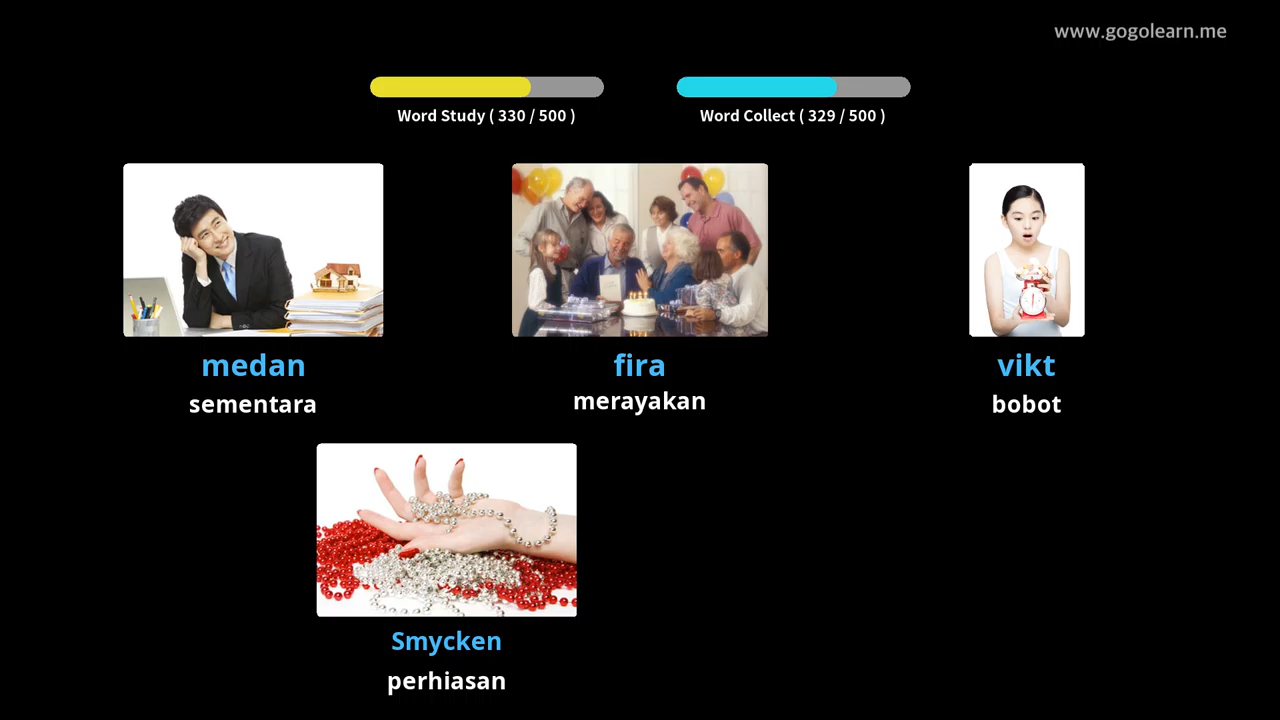 www.gogolearn.me
Word Study ( 330 / 500 )
Word Collect ( 329 / 500 )
medan
sementara
fira
merayakan
vikt
bobot
Smycken
perhiasan